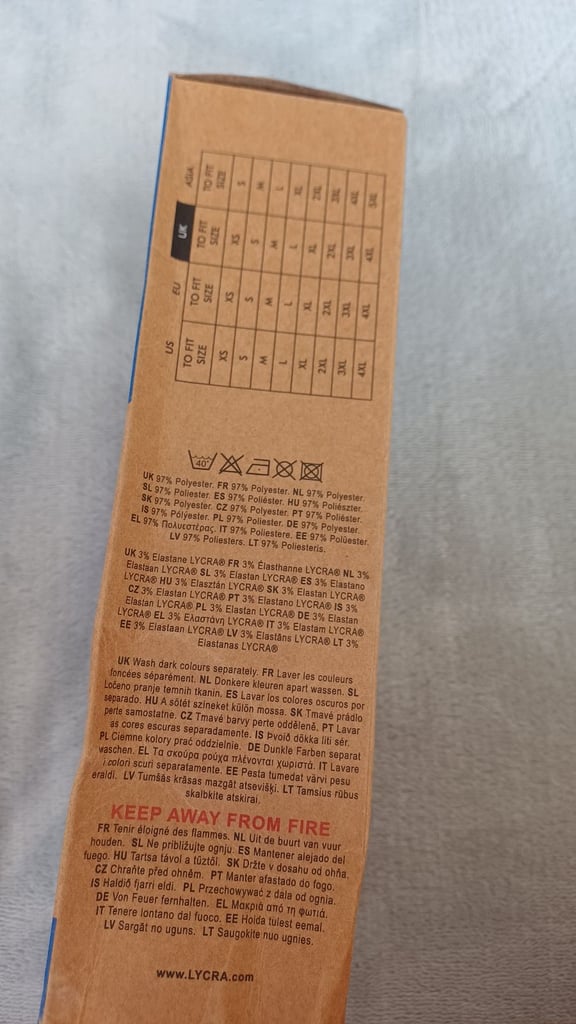 US EU UK ASIA
TO FIT TO FIT TO FIT TO FIT
SIZE SIZE SIZE SIZE
XS XS XS S
S S S M
M M M L
L L L XL
XL XL XL 2XL
2XL 2XL 2XL 3XL
3XL 3XL 3XL 4XL
4XL 4XL 4XL 5XL
40°
UK 97% Polyester. FR 97% Polyester. NL 97% Polyester.
SL 97% Poliester. ES 97% Poliéster. HU 97% Poliészter.
SK 97% Polyester. CZ 97% Polyester. PT 97% Poliéster.
IS 97% Pólýester. PL 97% Poliester. DE 97% Polyester.
EL 97% Πολυεστέρας. IT 97% Poliestere. EE 97% Polüester.
LV 97% Poliesters. LT 97% Poliesteris.
UK 3% Elastane LYCRA® FR 3% Élasthanne LYCRA® NL 3%
Elastaan LYCRA® SL 3% Elastan LYCRA® ES 3% Elastano
LYCRA® HU 3% Elasztán LYCRA® SK 3% Elastan LYCRA®
CZ 3% Elastan LYCRA® PT 3% Elastano LYCRA® IS 3%
Elastan LYCRA® PL 3% Elastan LYCRA® DE 3% Elastan
LYCRA® EL 3% Ελαστάνη LYCRA® IT 3% Elastam LYCRA®
EE 3% Elastaan LYCRA® LV 3% Elastāns LYCRA® LT 3%
Elastanas LYCRA®
UK Wash dark colours separately. FR Laver les couleurs
foncées séparément. NL Donkere kleuren apart wassen. SL
Ločeno pranje temnih tkanin. ES Lavar los colores oscuros por
separado. HU A sötét színeket külön mossa. SK Tmavé prádlo
perte samostatne. CZ Tmavé barvy perte odděleně. PT Lavar
as cores escuras separadamente. IS Þvoið dökka liti sér.
PL Ciemne kolory prać oddzielnie. DE Dunkle Farben separat
waschen. EL Τα σκούρα ρούχα πλένονται χωριστά. IT Lavare
i colori scuri separatamente. EE Pesta tumedat värvi pesu
eraldi. LV Tumšās krāsas mazgāt atsevišķi. LT Tamsius rūbus
skalbkite atskirai.
KEEP AWAY FROM FIRE
FR Tenir éloigné des flammes. NL Uit de buurt van vuur
houden. SL Ne približujte ognju. ES Mantener alejado del
fuego. HU Tartsa távol a tűztől. SK Držte v dosahu od ohňa.
CZ Chraňte před ohněm. PT Manter afastado do fogo.
IS Haldið fjarri eldi. PL Przechowywać z dala od ognia.
DE Von Feuer fernhalten. EL Μακριά από τη φωτιά.
IT Tenere lontano dal fuoco. EE Hoida tulest eemal.
LV Sargāt no uguns. LT Saugokite nuo ugnies.
www.LYCRA.com